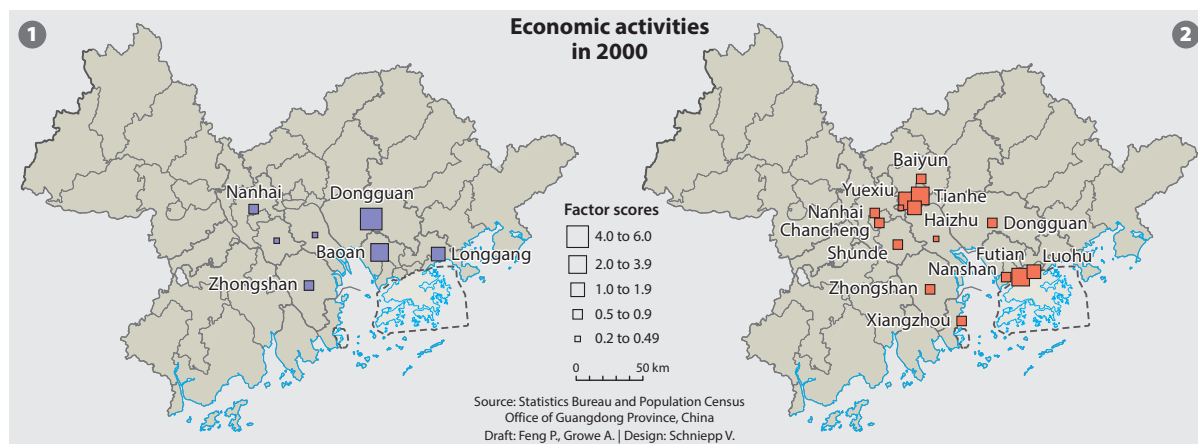 1
Economic activities
in 2000
2
Nanhai
Dongguan
Baoan
Longgang
Zhongshan
Factor scores
4.0 to 6.0
2.0 to 3.9
1.0 to 1.9
0.5 to 0.9
0.2 to 0.49
0 50 km
Baiyun
Yuexiu
Tianhe
Nanhai
Haizhu
Dongguan
Chancheng
Shunde
Futian
Luohu
Nanshan
Zhongshan
Xiangzhou
Source: Statistics Bureau and Population Census
Office of Guangdong Province, China
Draft: Feng P., Growe A. | Design: Schniepp V.